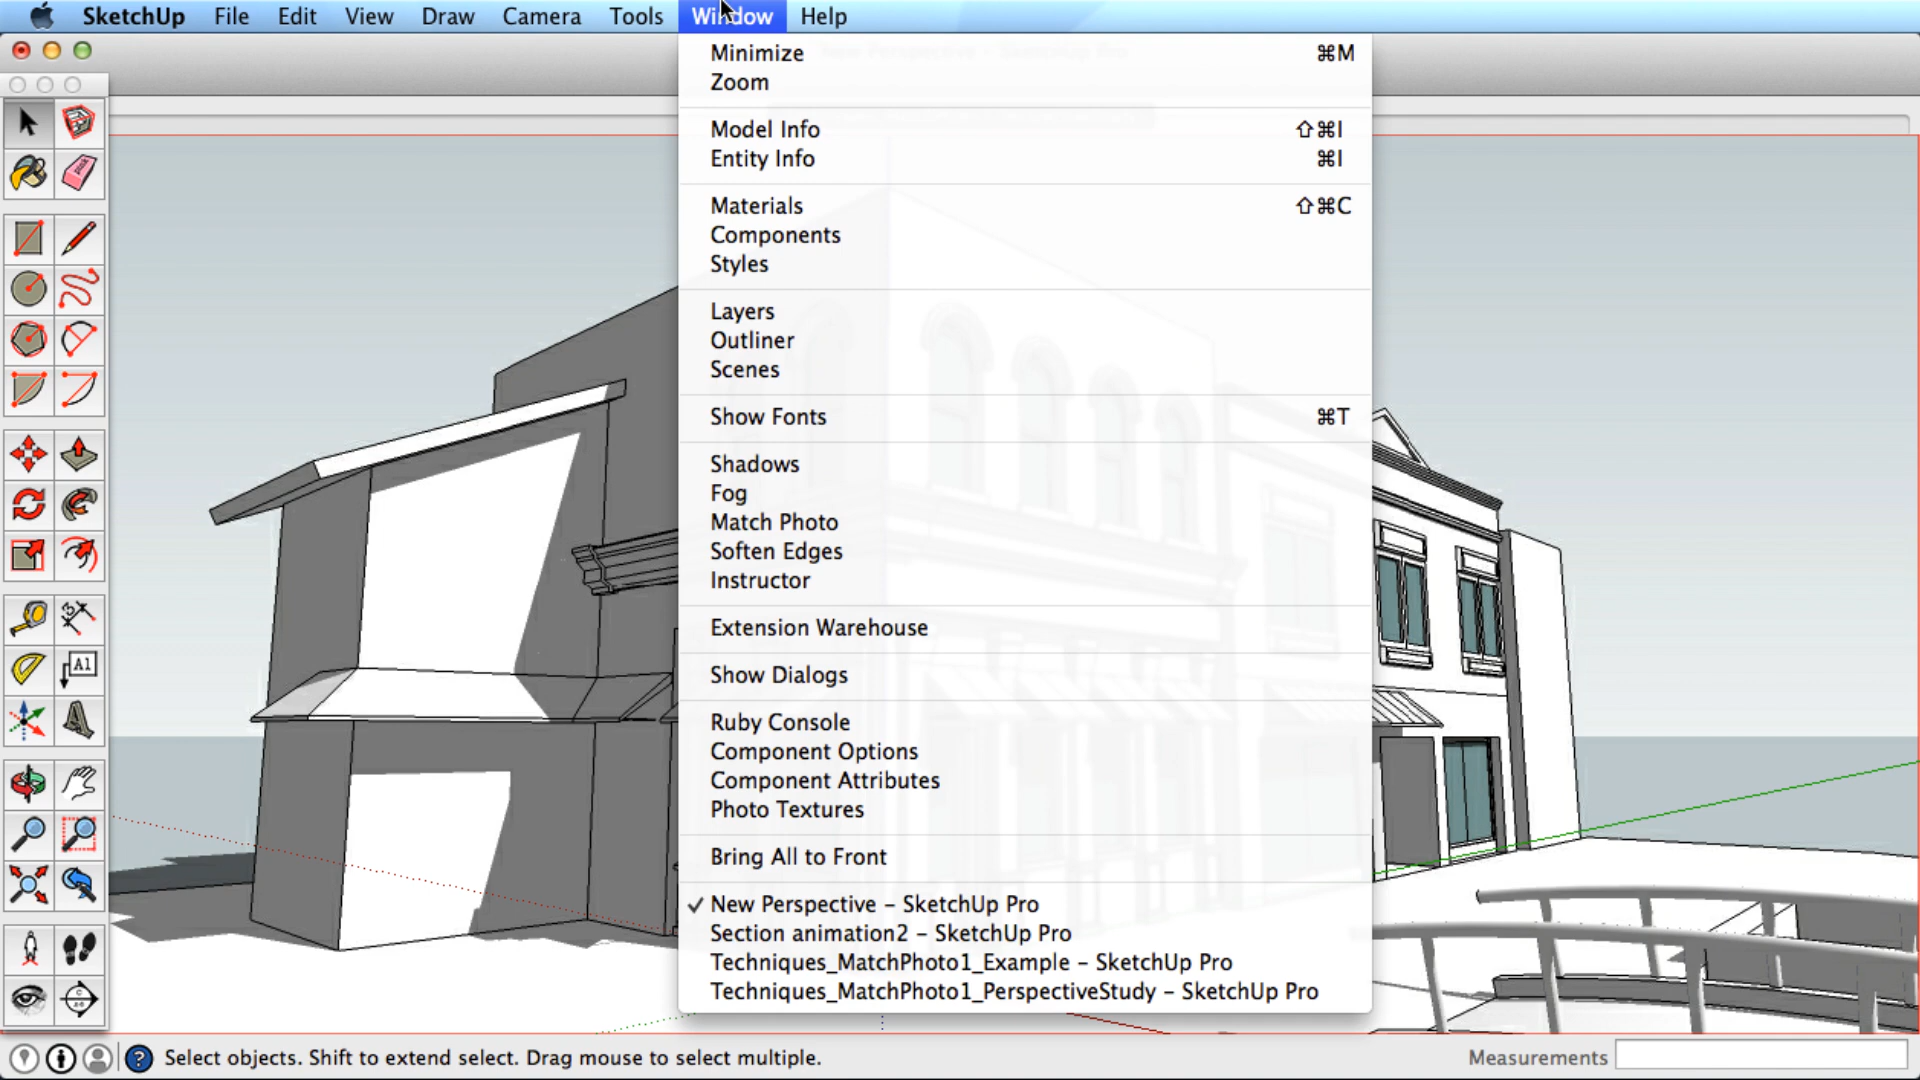 SketchUp File Edit View Draw Camera Tools Window Help
Minimize ⌘M
Zoom
Model Info ⇧⌘I
Entity Info ⌘I
Materials ⇧⌘C
Components
Styles
Layers
Outliner
Scenes
Show Fonts ⌘T
Shadows
Fog
Match Photo
Soften Edges
Instructor
Extension Warehouse
Show Dialogs
Ruby Console
Component Options
Component Attributes
Photo Textures
Bring All to Front
✓ New Perspective – SketchUp Pro
Section animation2 – SketchUp Pro
Techniques_MatchPhoto1_Example – SketchUp Pro
Techniques_MatchPhoto1_PerspectiveStudy – SketchUp Pro
A1
Select objects. Shift to extend select. Drag mouse to select multiple.
Measurements